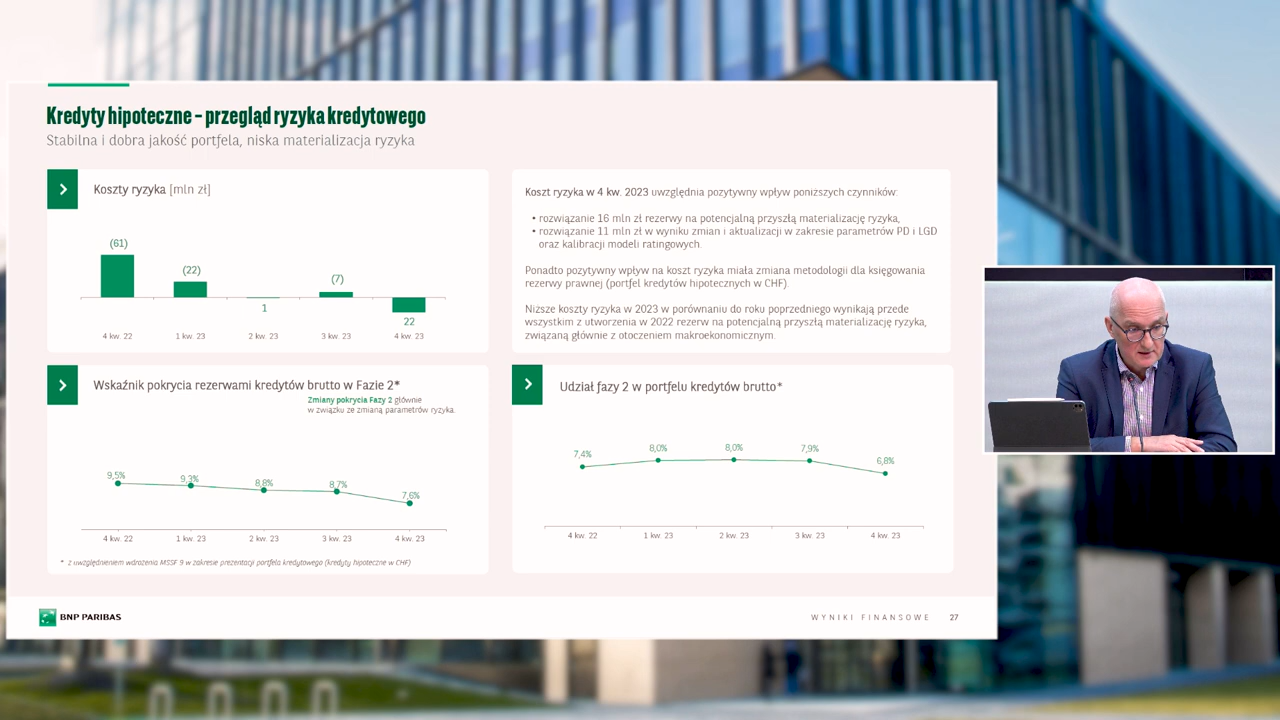 Kredyty hipoteczne – przegląd ryzyka kredytowego
Stabilna i dobra jakość portfela, niska materializacja ryzyka
Koszty ryzyka [mln zł]
(61)
(22)
1
(7)
22
4 kw. 22
1 kw. 23
2 kw. 23
3 kw. 23
4 kw. 23
Koszt ryzyka w 4 kw. 2023 uwzględnia pozytywny wpływ poniższych czynników:
• rozwiązanie 16 mln zł rezerwy na potencjalną przyszłą materializację ryzyka,
• rozwiązanie 11 mln zł w wyniku zmian i aktualizacji w zakresie parametrów PD i LGD
oraz kalibracji modeli ratingowych.
Ponadto pozytywny wpływ na koszt ryzyka miała zmiana metodologii dla księgowania
rezerwy prawnej (portfel kredytów hipotecznych w CHF).
Niższe koszty ryzyka w 2023 w porównaniu do roku poprzedniego wynikają przede
wszystkim z utworzenia w 2022 rezerw na potencjalną przyszłą materializację ryzyka,
związaną głównie z otoczeniem makroekonomicznym.
Wskaźnik pokrycia rezerwami kredytów brutto w Fazie 2*
Zmiany pokrycia Fazy 2 głównie
w związku ze zmianą parametrów ryzyka.
9,5%
9,3%
8,8%
8,7%
7,6%
4 kw. 22
1 kw. 23
2 kw. 23
3 kw. 23
4 kw. 23
* z uwzględnieniem wdrożenia MSSF 9 w zakresie prezentacji portfela kredytowego (kredyty hipoteczne w CHF)
Udział fazy 2 w portfelu kredytów brutto*
7,4%
8,0%
8,0%
7,9%
6,8%
4 kw. 22
1 kw. 23
2 kw. 23
3 kw. 23
4 kw. 23
BNP PARIBAS
WYNIKI FINANSOWE 27